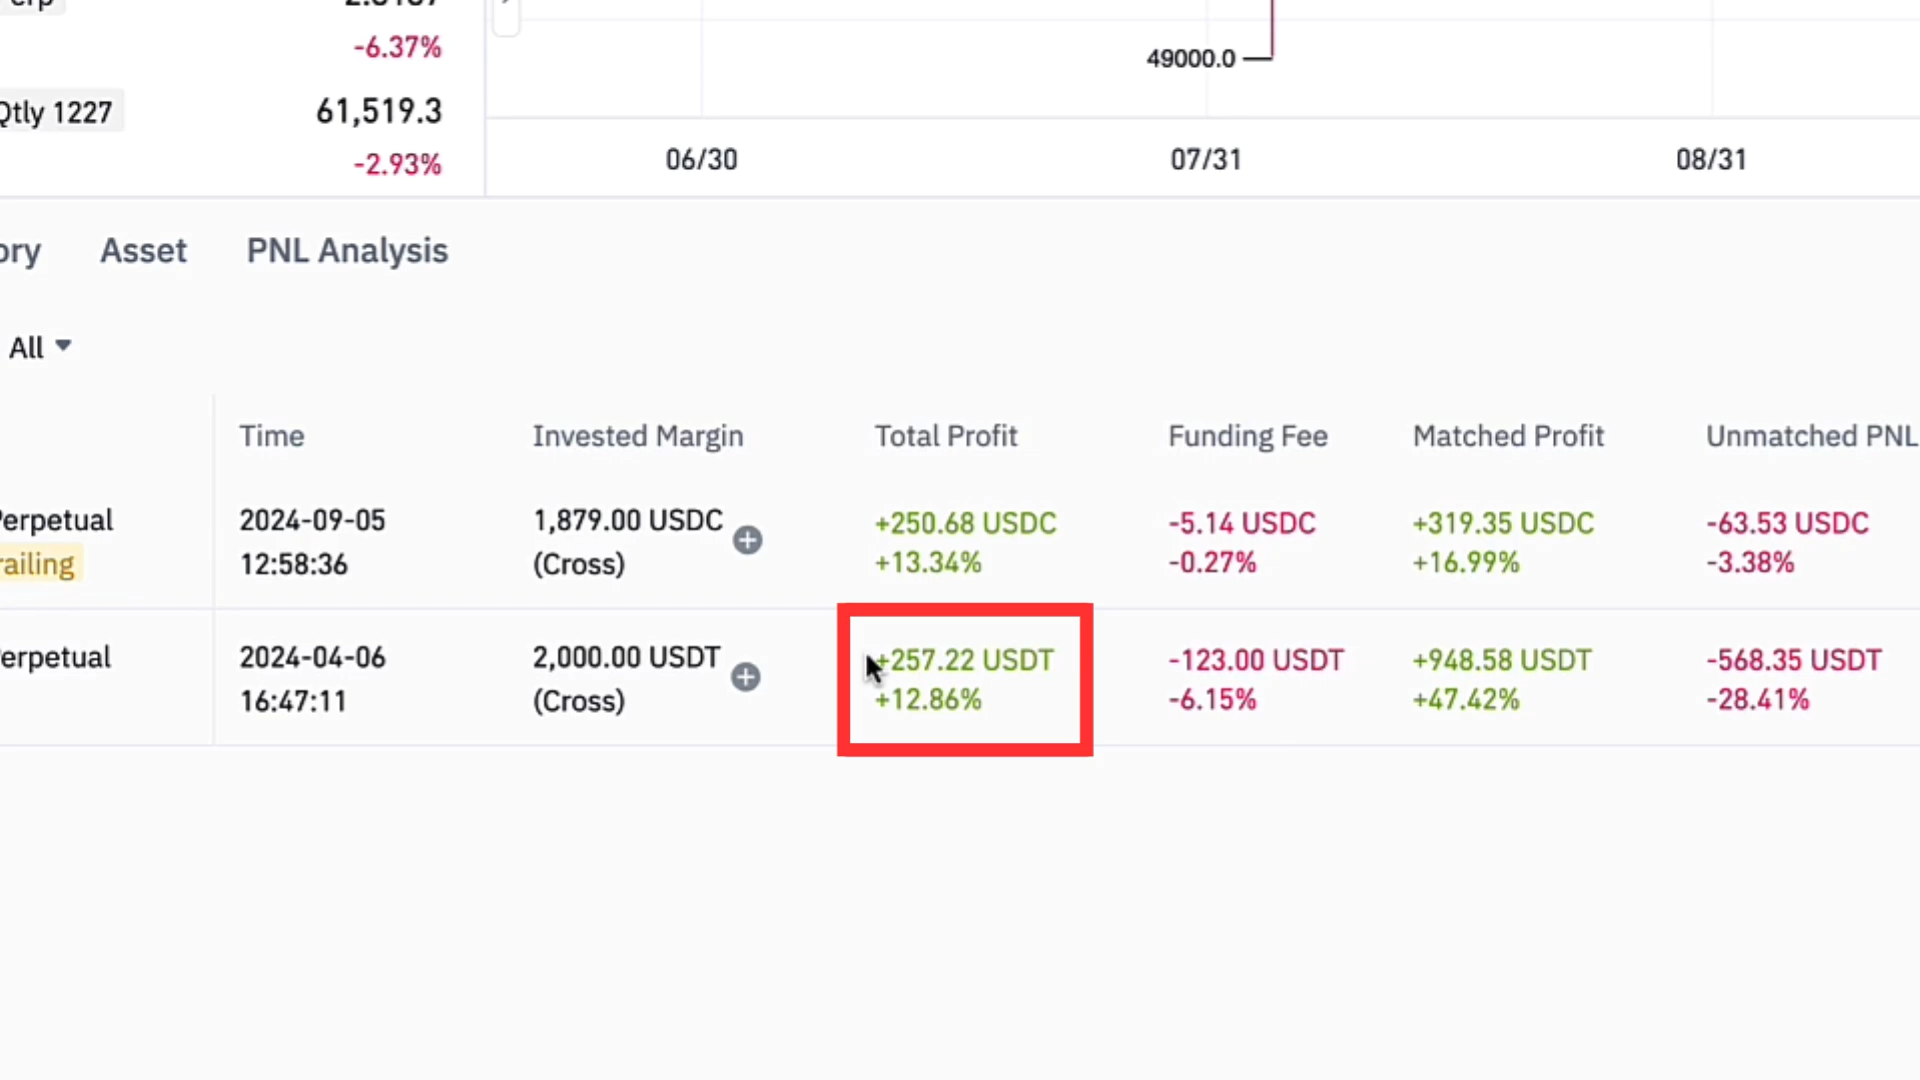 -6.37%
49000.0
Qtly 1227 61,519.3
-2.93%
06/30 07/31 08/31
Asset PNL Analysis
All
Time Invested Margin Total Profit Funding Fee Matched Profit Unmatched PNL
Perpetual 2024-09-05 1,879.00 USDC +250.68 USDC -5.14 USDC +319.35 USDC -63.53 USDC
railing 12:58:36 (Cross) +13.34% -0.27% +16.99% -3.38%
erpetual 2024-04-06 2,000.00 USDT +257.22 USDT -123.00 USDT +948.58 USDT -568.35 USDT
16:47:11 (Cross) +12.86% -6.15% +47.42% -28.41%